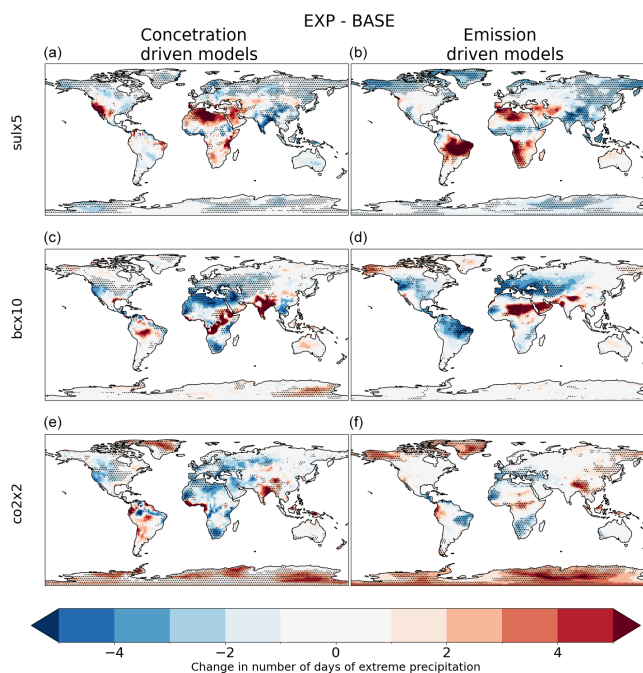 EXP - BASE
Concetration
driven models
Emission
driven models
(a)
(b)
sulx5
(c)
(d)
bcx10
(e)
(f)
co2x2
−4
−2
0
2
4
Change in number of days of extreme precipitation